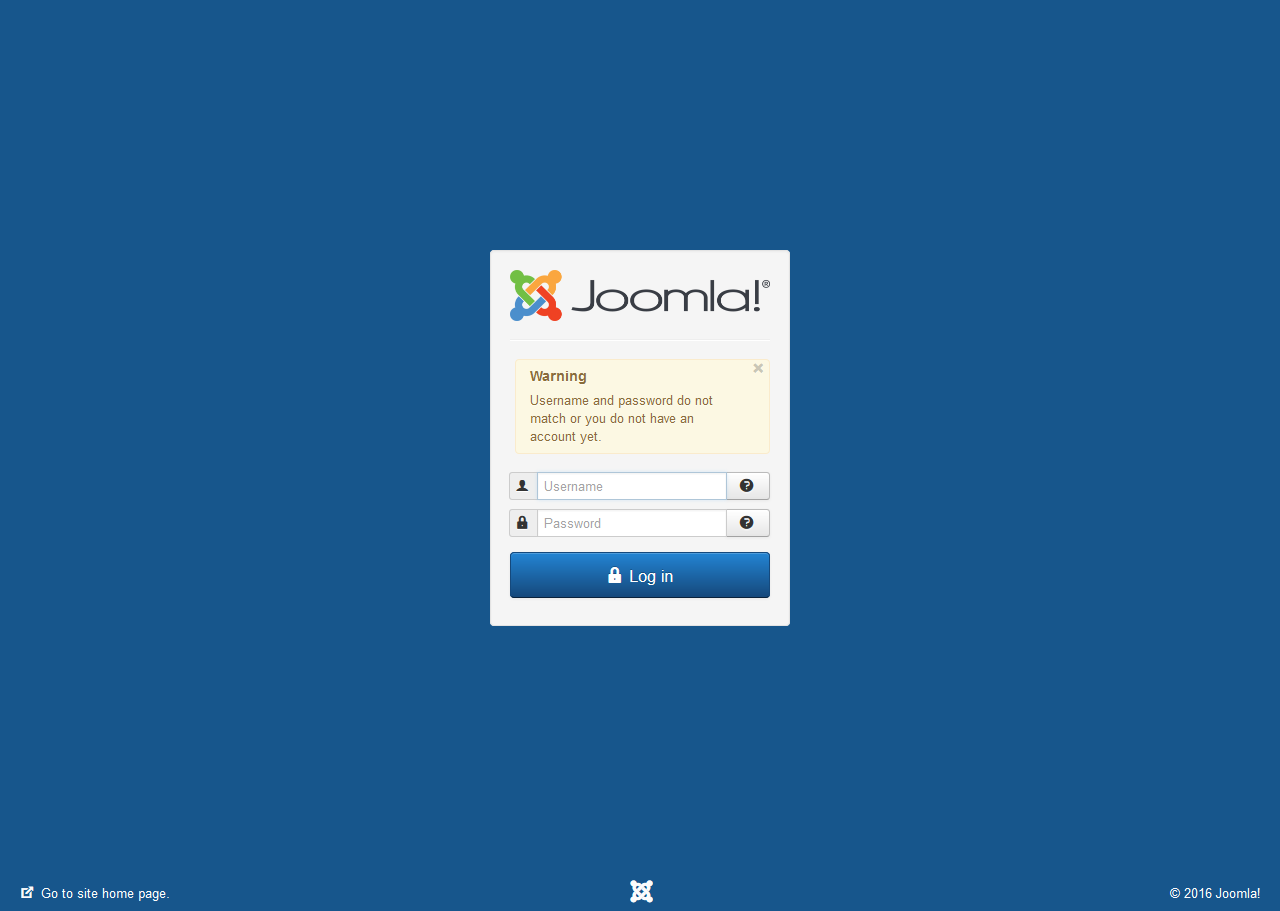 Joomla!®
Warning
Username and password do not
match or you do not have an
account yet.
Username
Password
Log in
Go to site home page.
© 2016 Joomla!